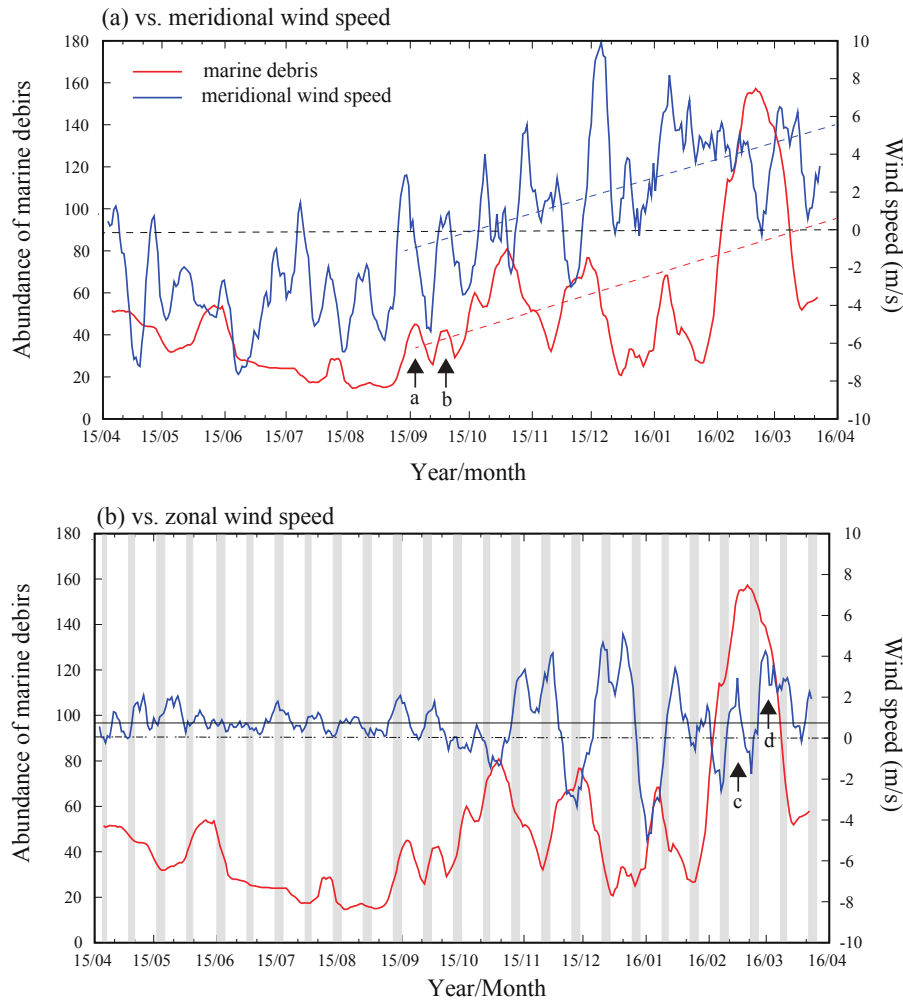 (a) vs. meridional wind speed
180
160
140
120
100
80
60
40
20
0
Abundance of marine debirs
marine debris
meridional wind speed
10
8
6
4
2
0
-2
-4
-6
-8
-10
Wind speed (m/s)
a
b
15/04 15/05 15/06 15/07 15/08 15/09 15/10 15/11 15/12 16/01 16/02 16/03 16/04
Year/month
(b) vs. zonal wind speed
180
160
140
120
100
80
60
40
20
0
Abundance of marine debirs
10
8
6
4
2
0
-2
-4
-6
-8
-10
Wind speed (m/s)
c
d
15/04 15/05 15/06 15/07 15/08 15/09 15/10 15/11 15/12 16/01 16/02 16/03 16/04
Year/Month